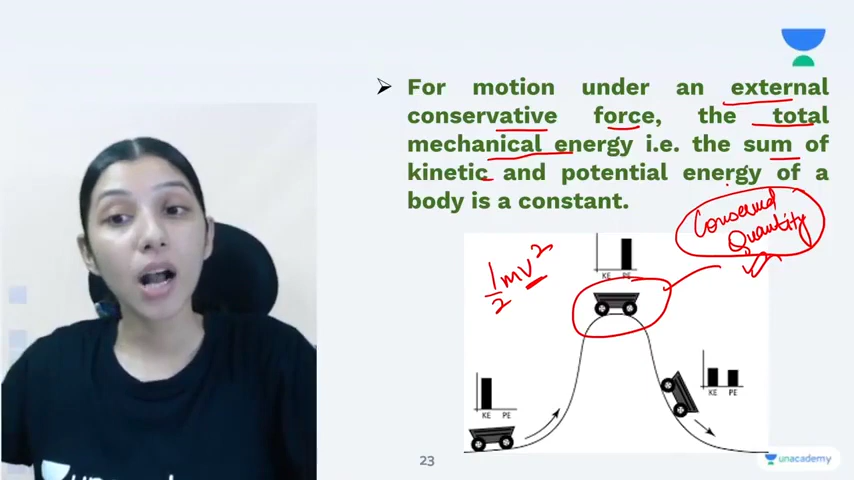 ➢ For motion under an external
conservative force, the total
mechanical energy i.e. the sum of
kinetic and potential energy of a
body is a constant.
Conserved
Quantity
1/2 mv²
KE PE
KE PE
KE PE
unacademy
23
unacademy